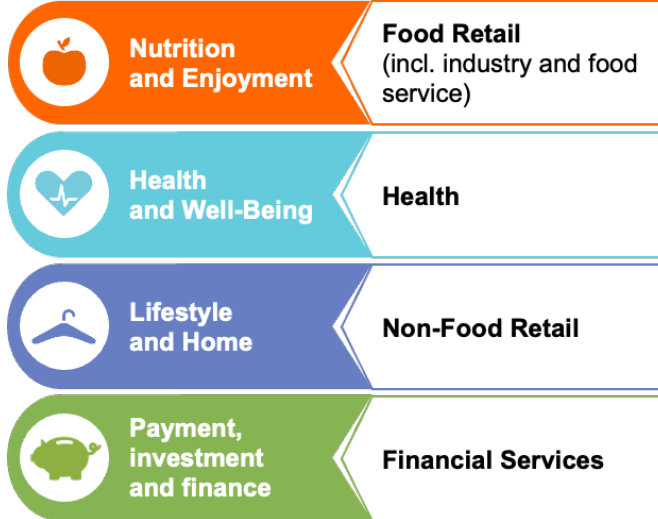 Nutrition
and Enjoyment
Food Retail
(incl. industry and food
service)
Health
and Well-Being
Health
Lifestyle
and Home
Non-Food Retail
Payment,
investment
and finance
Financial Services